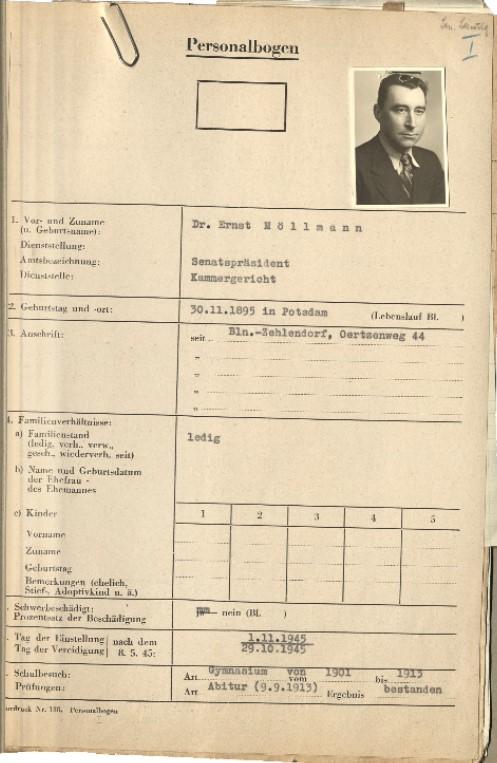 I
Personalbogen
1. Vor- und Zuname
(u. Geburtsname):
Dr. Ernst M ö l l m a n n
Dienststellung:
Amtsbezeichnung:
Senatspräsident
Dienststelle:
Kammergericht
2. Geburtstag und -ort:
30.11.1895 in Potsdam (Lebenslauf Bl. )
3. Anschrift:
seit Bln.-Zehlendorf, Oertzenweg 44
"
"
"
"
4. Familienverhältnisse:
a) Familienstand
(ledig, verh., verw.,
gesch., wiederverh. seit)
ledig
b) Name und Geburtsdatum
der Ehefrau -
des Ehemannes
c) Kinder
1 2 3 4 5
Vorname
Zuname
Geburtstag
Bemerkungen (ehelich,
Stief-, Adoptivkind u. ä.)
. Schwerbeschädigt:
Prozentsatz der Beschädigung
nein (Bl. )
. Tag der Einstellung
Tag der Vereidigung
nach dem
8. 5. 45:
1.11.1945
29.10.1945
. Schulbesuch:
Art Gymnasium von vom 1901 bis 1913
Prüfungen:
Art Abitur (9.9.1913) Ergebnis bestanden
Nr. 138. Personalbogen